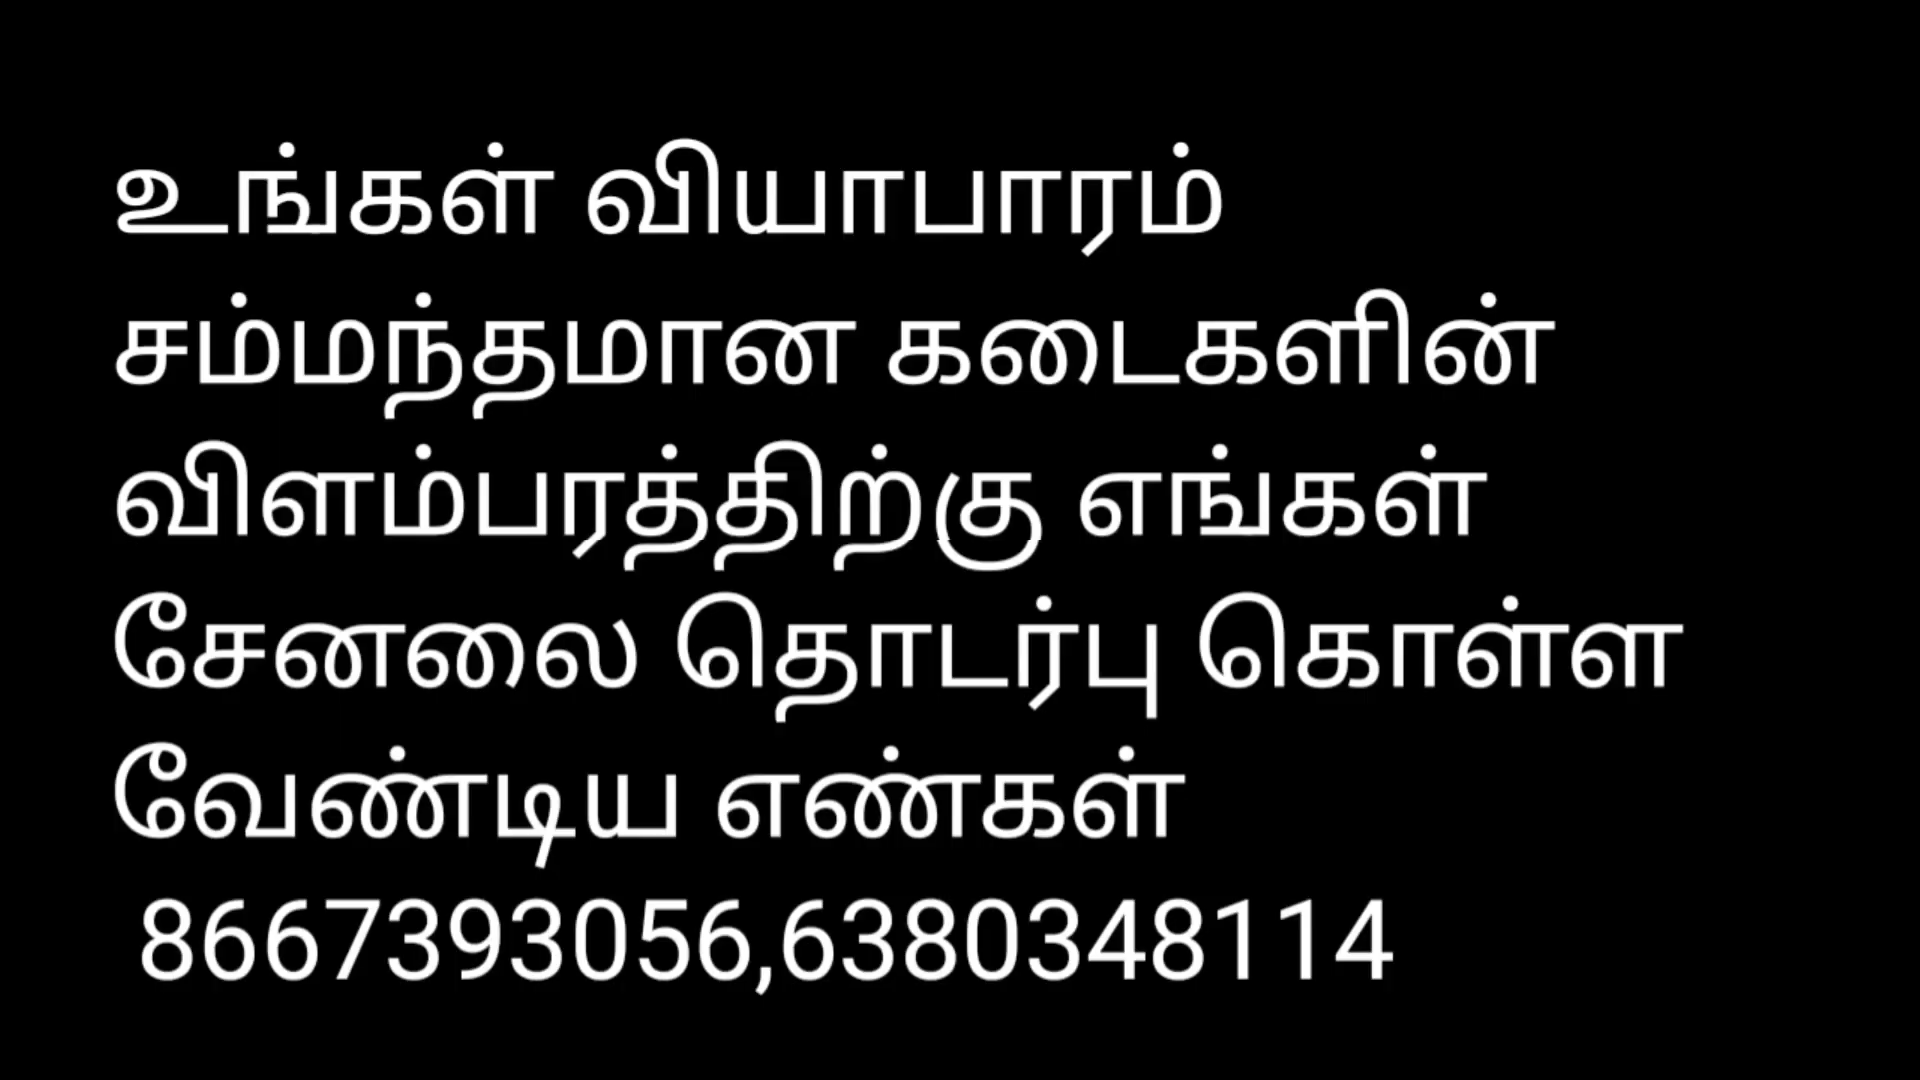 உங்கள் வியாபாரம்
சம்மந்தமான கடைகளின்
விளம்பரத்திற்கு எங்கள்
சேனலை தொடர்பு கொள்ள
வேண்டிய எண்கள்
8667393056,6380348114